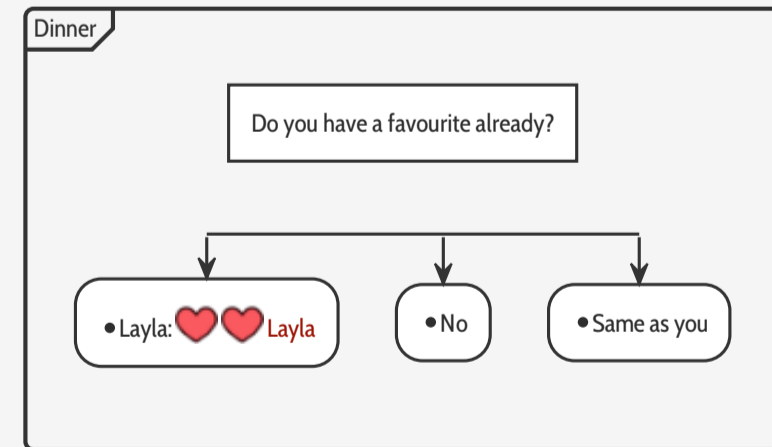 Dinner
Do you have a favourite already?
•Layla:❤️❤️Layla
•No
•Same as you